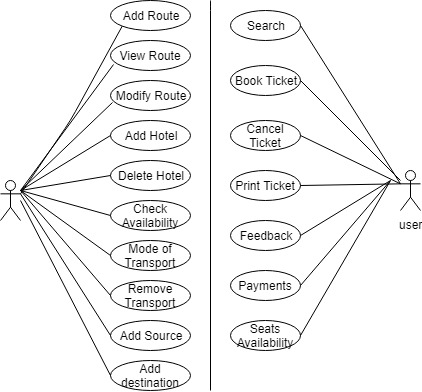 Add Route
View Route
Modify Route
Add Hotel
Delete Hotel
Check
Availability
Mode of
Transport
Remove
Transport
Add Source
Add
destination
Search
Book Ticket
Cancel
Ticket
Print Ticket
Feedback
Payments
Seats
Availability
user